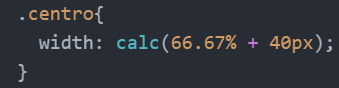 .centro{
  width: calc(66.67% + 40px);
}